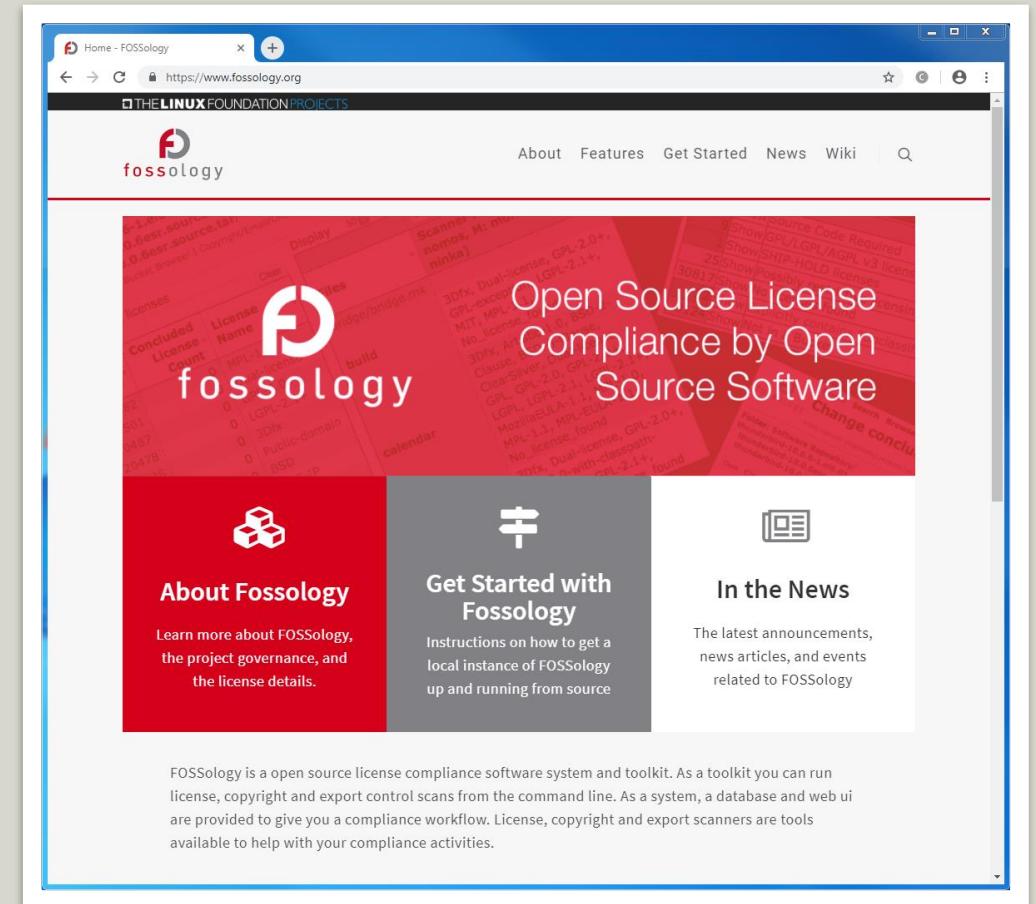 Home - FOSSology
https://www.fossology.org
THE LINUX FOUNDATION PROJECTS
fossology
About Features Get Started News Wiki
fossology
Open Source License
Compliance by Open
Source Software
About Fossology
Learn more about FOSSology,
the project governance, and
the license details.
Get Started with
Fossology
Instructions on how to get a
local instance of FOSSology
up and running from source
In the News
The latest announcements,
news articles, and events
related to FOSSology
FOSSology is a open source license compliance software system and toolkit. As a toolkit you can run
license, copyright and export control scans from the command line. As a system, a database and web ui
are provided to give you a compliance workflow. License, copyright and export scanners are tools
available to help with your compliance activities.